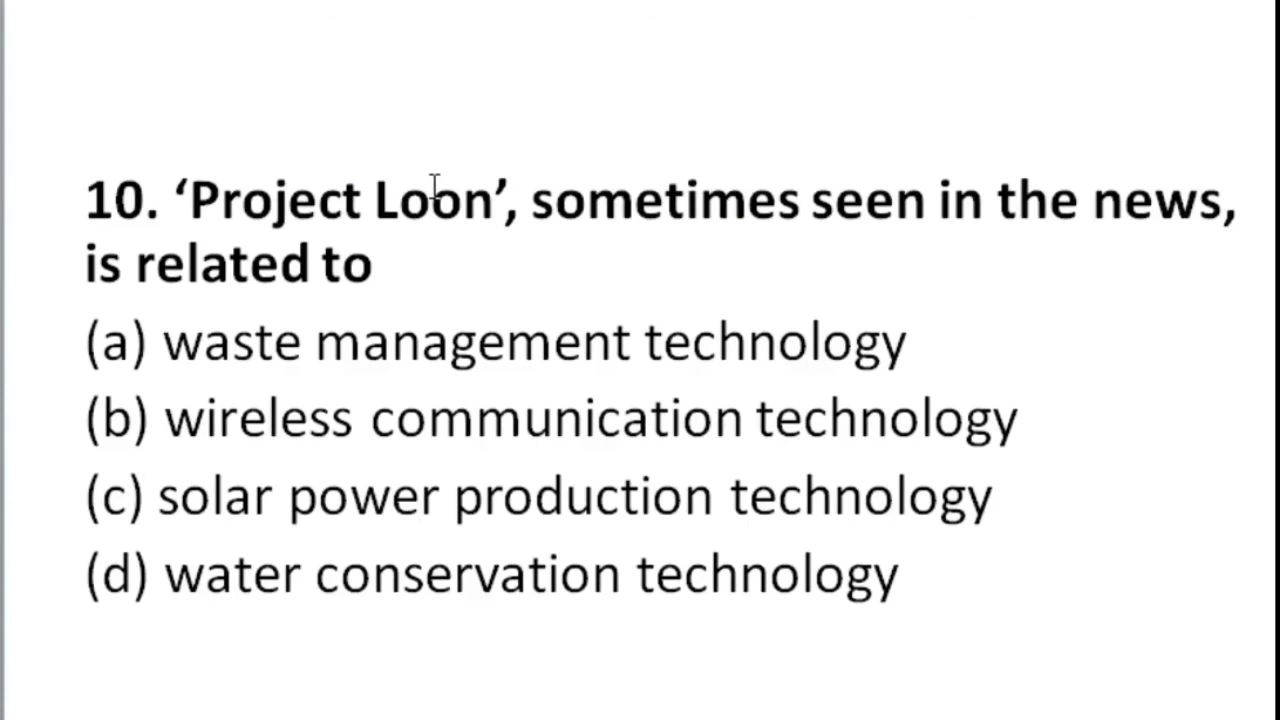 10. ‘Project Loon’, sometimes seen in the news,
is related to
(a) waste management technology
(b) wireless communication technology
(c) solar power production technology
(d) water conservation technology